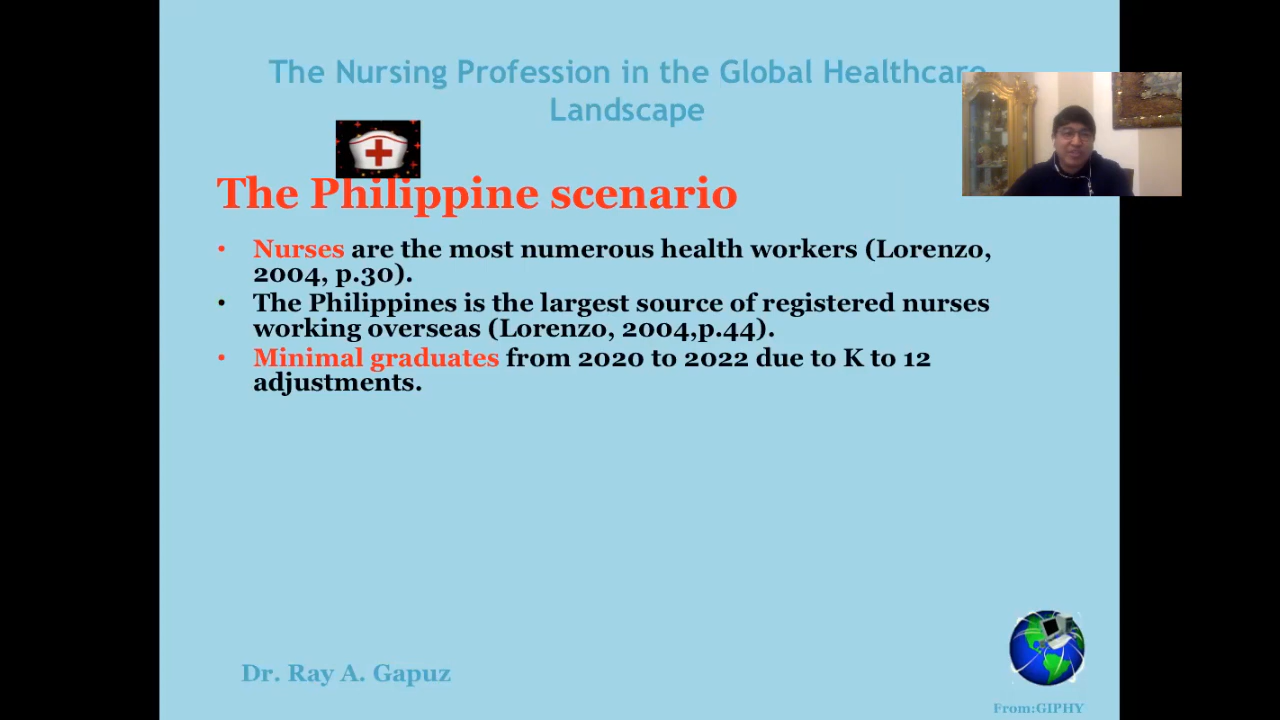 The Nursing Profession in the Global Healthcare
Landscape
The Philippine scenario
• Nurses are the most numerous health workers (Lorenzo,
2004, p.30).
• The Philippines is the largest source of registered nurses
working overseas (Lorenzo, 2004,p.44).
• Minimal graduates from 2020 to 2022 due to K to 12
adjustments.
Dr. Ray A. Gapuz
From:GIPHY